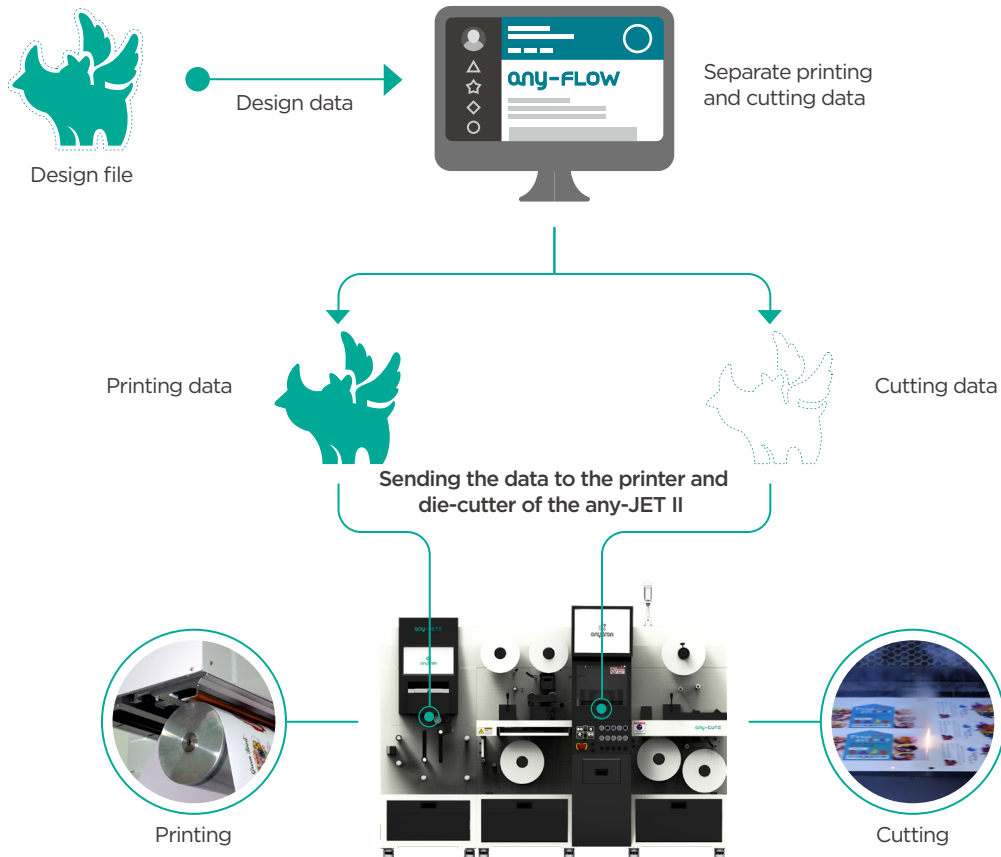 Design file
Design data
any-FLOW
Separate printing
and cutting data
Printing data
Cutting data
Sending the data to the printer and
die-cutter of the any-JET II
anytron
any-CUTE
Printing
Cutting